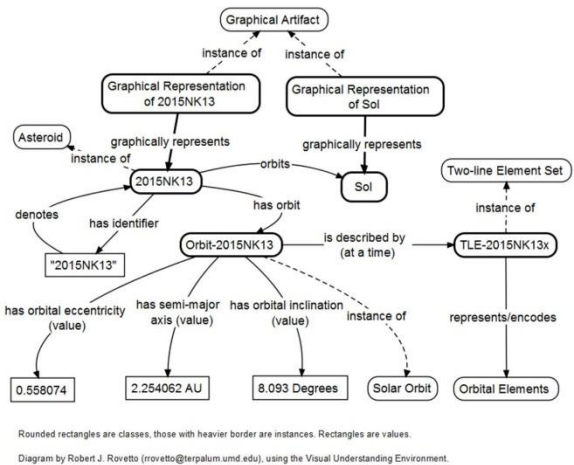 Graphical Artifact
instance of
instance of
Graphical Representation
of 2015NK13
Graphical Representation
of Sol
Asteroid
graphically represents
graphically represents
instance of
orbits
2015NK13
Sol
Two-line Element Set
denotes
has identifier
has orbit
instance of
"2015NK13"
Orbit-2015NK13
is described by
(at a time)
TLE-2015NK13x
has orbital eccentricity
(value)
has semi-major
axis (value)
has orbital inclination
(value)
instance of
represents/encodes
0.558074
2.254062 AU
8.093 Degrees
Solar Orbit
Orbital Elements
Rounded rectangles are classes, those with heavier border are instances. Rectangles are values.
Diagram by Robert J. Rovetto (rrovetto@terpalum.umd.edu), using the Visual Understanding Environment.